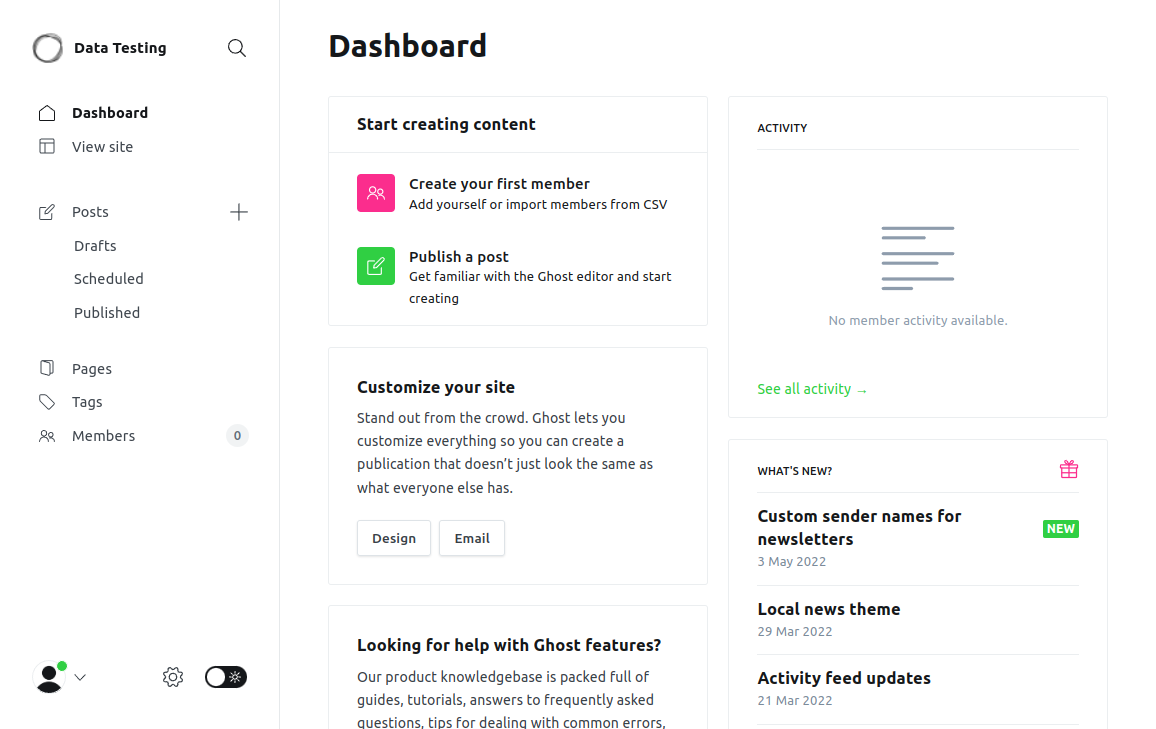 Data Testing
Dashboard
View site
Posts
Drafts
Scheduled
Published
Pages
Tags
Members
0
Dashboard
Start creating content
Create your first member
Add yourself or import members from CSV
Publish a post
Get familiar with the Ghost editor and start
creating
Customize your site
Stand out from the crowd. Ghost lets you
customize everything so you can create a
publication that doesn’t just look the same as
what everyone else has.
Design
Email
Looking for help with Ghost features?
Our product knowledgebase is packed full of
guides, tutorials, answers to frequently asked
questions, tips for dealing with common errors,
ACTIVITY
No member activity available.
See all activity →
WHAT'S NEW?
Custom sender names for
newsletters
NEW
3 May 2022
Local news theme
29 Mar 2022
Activity feed updates
21 Mar 2022